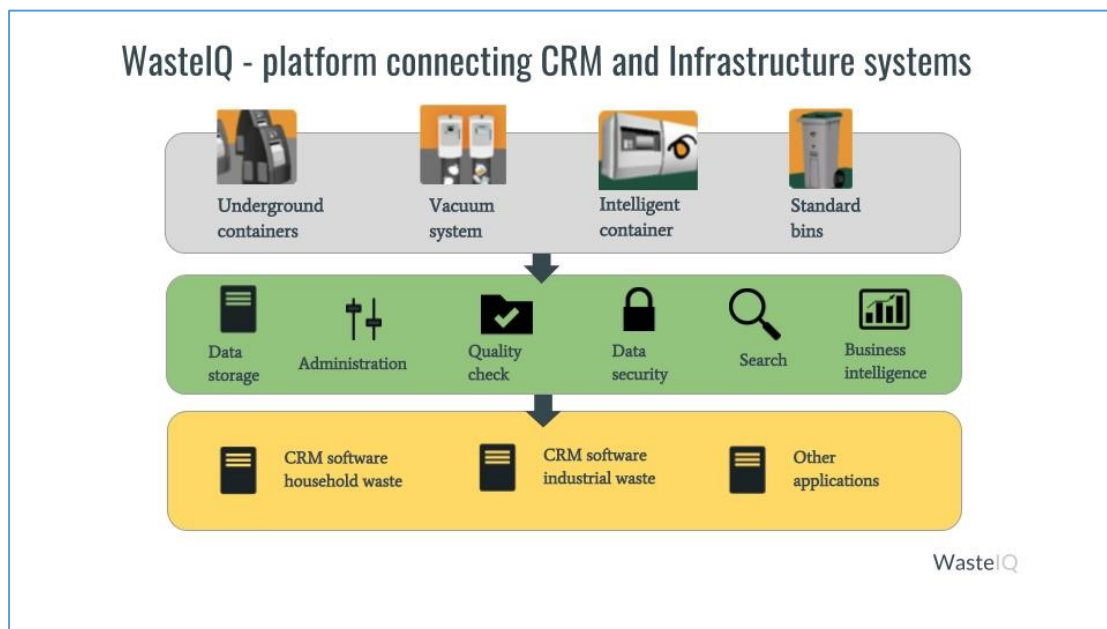 WasteIQ - platform connecting CRM and Infrastructure systems
Underground
containers
Vacuum
system
Intelligent
container
Standard
bins
Data
storage
Administration
Quality
check
Data
security
Search
Business
intelligence
CRM software
household waste
CRM software
industrial waste
Other
applications
WasteIQ